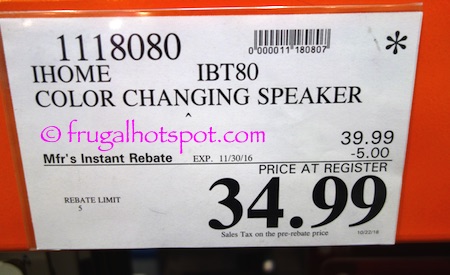 1118080
0 000011 180807
*
IHOME IBT80
COLOR CHANGING SPEAKER
© frugalhotspot.com
39.99
Mfr's Instant Rebate EXP. 11/30/16 -5.00
PRICE AT REGISTER
REBATE LIMIT
5
34.99
Sales Tax on the pre-rebate price
10/22/16